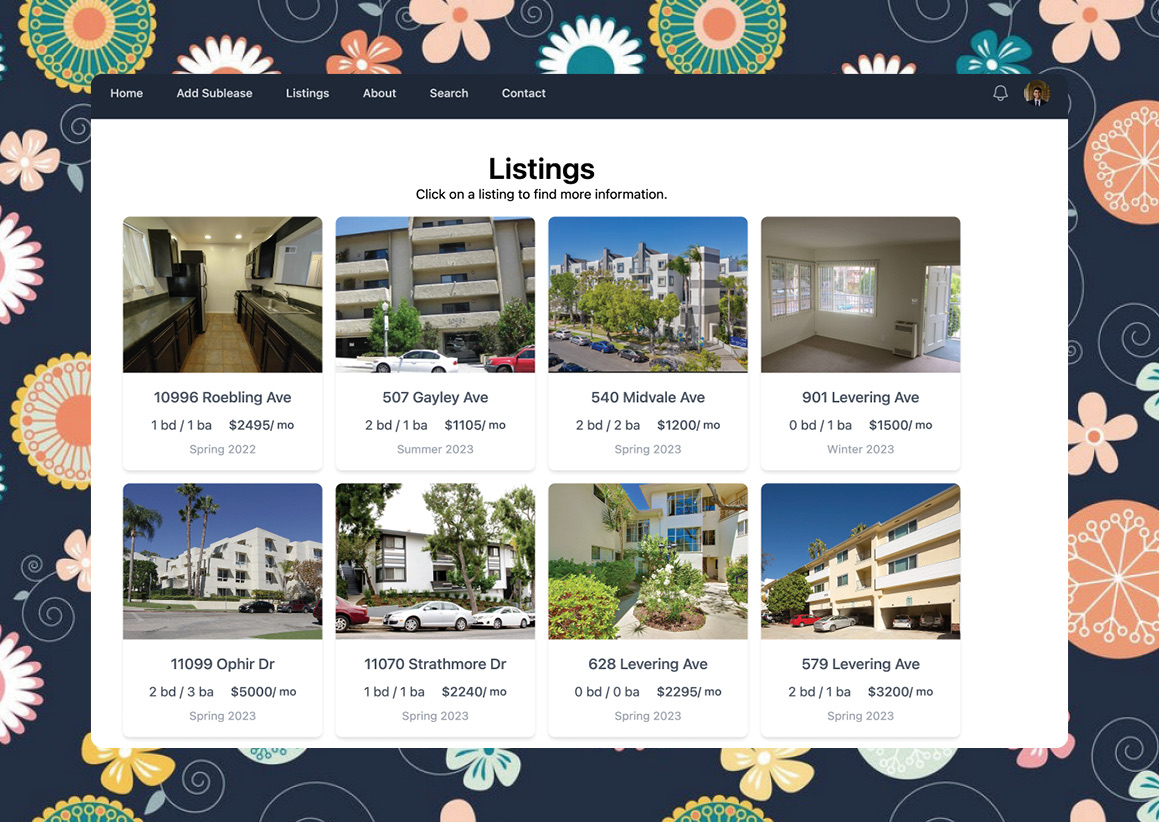 Home Add Sublease Listings About Search Contact
Listings
Click on a listing to find more information.
10996 Roebling Ave
1 bd / 1 ba $2495/ mo
Spring 2022
507 Gayley Ave
2 bd / 1 ba $1105/ mo
Summer 2023
540 Midvale Ave
2 bd / 2 ba $1200/ mo
Spring 2023
901 Levering Ave
0 bd / 1 ba $1500/ mo
Winter 2023
11099 Ophir Dr
2 bd / 3 ba $5000/ mo
Spring 2023
11070 Strathmore Dr
1 bd / 1 ba $2240/ mo
Spring 2023
628 Levering Ave
0 bd / 0 ba $2295/ mo
Spring 2023
579 Levering Ave
2 bd / 1 ba $3200/ mo
Spring 2023